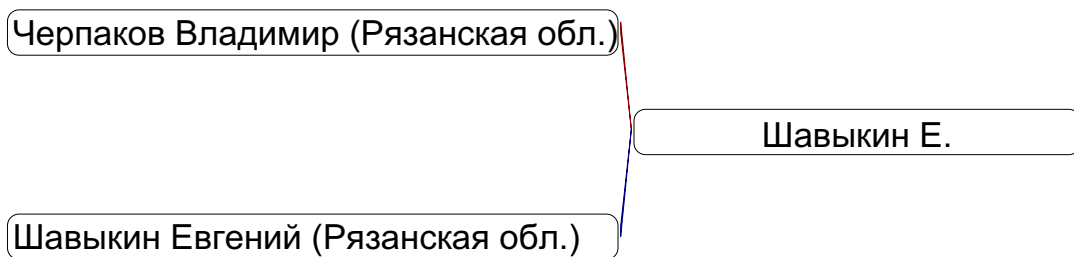 Черпаков Владимир (Рязанская обл.)
Шавыкин Е.
Шавыкин Евгений (Рязанская обл.)